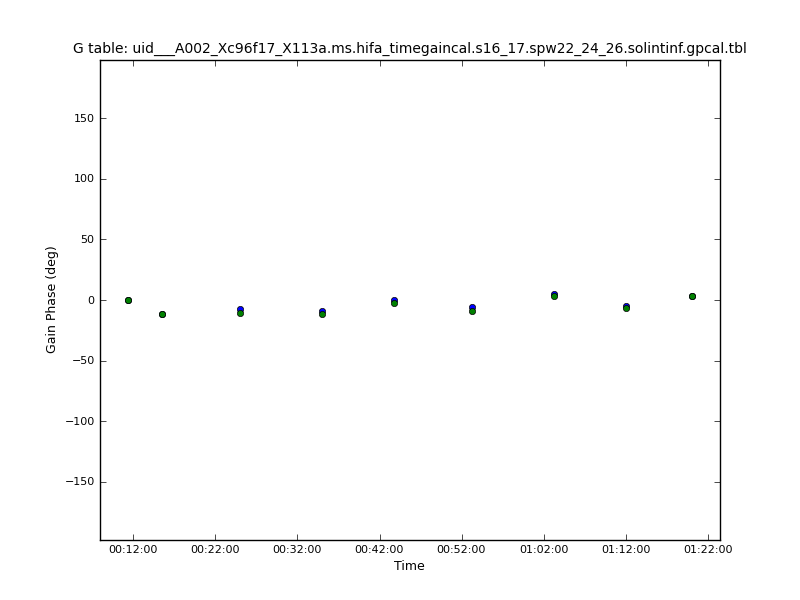 G table: uid___A002_Xc96f17_X113a.ms.hifa_timegaincal.s16_17.spw22_24_26.solintinf.gpcal.tbl
150
100
50
0
−50
−100
−150
Gain Phase (deg)
00:12:00 00:22:00 00:32:00 00:42:00 00:52:00 01:02:00 01:12:00 01:22:00
Time